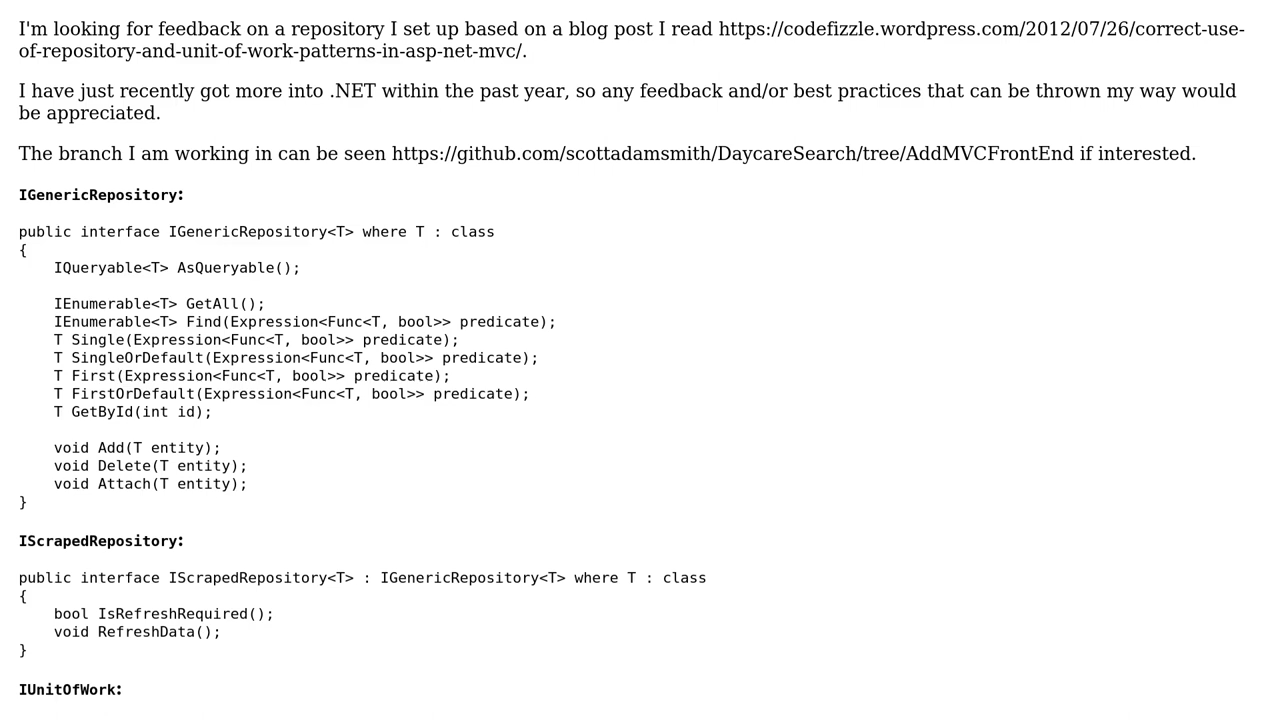 I'm looking for feedback on a repository I set up based on a blog post I read https://codefizzle.wordpress.com/2012/07/26/correct-use-
of-repository-and-unit-of-work-patterns-in-asp-net-mvc/.
I have just recently got more into .NET within the past year, so any feedback and/or best practices that can be thrown my way would
be appreciated.
The branch I am working in can be seen https://github.com/scottadamsmith/DaycareSearch/tree/AddMVCFrontEnd if interested.
IGenericRepository:
public interface IGenericRepository<T> where T : class
{
    IQueryable<T> AsQueryable();

    IEnumerable<T> GetAll();
    IEnumerable<T> Find(Expression<Func<T, bool>> predicate);
    T Single(Expression<Func<T, bool>> predicate);
    T SingleOrDefault(Expression<Func<T, bool>> predicate);
    T First(Expression<Func<T, bool>> predicate);
    T FirstOrDefault(Expression<Func<T, bool>> predicate);
    T GetById(int id);

    void Add(T entity);
    void Delete(T entity);
    void Attach(T entity);
}
IScrapedRepository:
public interface IScrapedRepository<T> : IGenericRepository<T> where T : class
{
    bool IsRefreshRequired();
    void RefreshData();
}
IUnitOfWork: